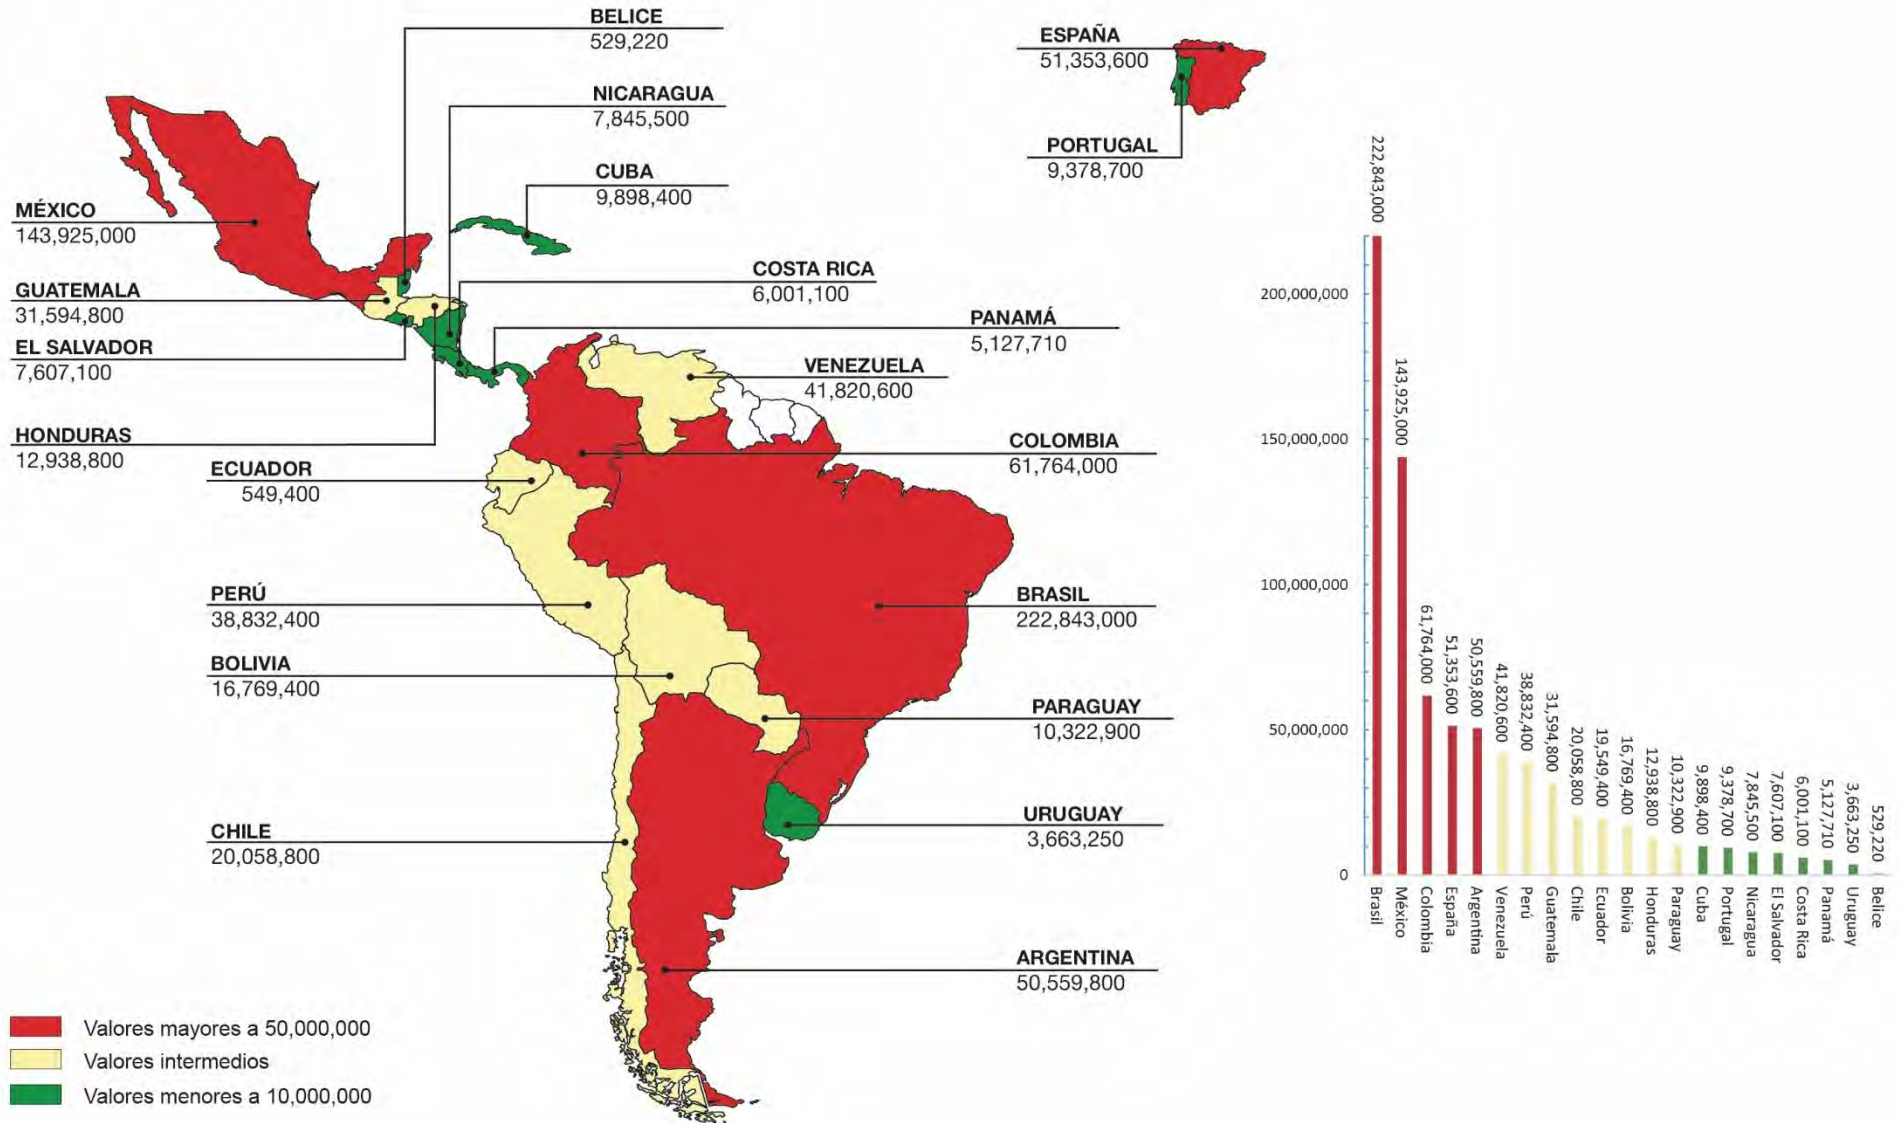 BELICE
529,220
NICARAGUA
7,845,500
CUBA
9,898,400
MÉXICO
143,925,000
GUATEMALA
31,594,800
EL SALVADOR
7,607,100
HONDURAS
12,938,800
COSTA RICA
6,001,100
PANAMÁ
5,127,710
VENEZUELA
41,820,600
COLOMBIA
61,764,000
ECUADOR
549,400
PERÚ
38,832,400
BRASIL
222,843,000
BOLIVIA
16,769,400
PARAGUAY
10,322,900
URUGUAY
3,663,250
CHILE
20,058,800
ARGENTINA
50,559,800
ESPAÑA
51,353,600
PORTUGAL
9,378,700
Valores mayores a 50,000,000
Valores intermedios
Valores menores a 10,000,000
200,000,000
150,000,000
100,000,000
50,000,000
0
222,843,000
143,925,000
61,764,000
51,353,600
50,559,800
41,820,600
38,832,400
31,594,800
20,058,800
19,549,400
16,769,400
12,938,800
10,322,900
9,898,400
9,378,700
7,845,500
7,607,100
6,001,100
5,127,710
3,663,250
529,220
Brasil
México
Colombia
España
Argentina
Venezuela
Perú
Guatemala
Chile
Ecuador
Bolivia
Honduras
Paraguay
Cuba
Portugal
Nicaragua
El Salvador
Costa Rica
Panamá
Uruguay
Belice